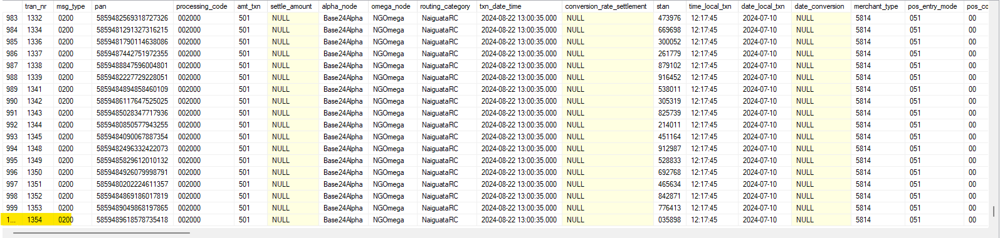 tran_nr msg_type pan processing_code amt_txn settle_amount alpha_node omega_node routing_category txn_date_time conversion_rate_settlement stan time_local_txn date_local_txn date_conversion merchant_type pos_entry_mode pos_co
983 1332 0200 5859482569318727326 002000 501 NULL Base24Alpha NGOmega NaiguataRC 2024-08-22 13:00:35.000 NULL 473976 12:17:45 2024-07-10 NULL 5814 051 00
984 1334 0200 5859481291327316215 002000 501 NULL Base24Alpha NGOmega NaiguataRC 2024-08-22 13:00:35.000 NULL 669698 12:17:45 2024-07-10 NULL 5814 051 00
985 1336 0200 5859481790114638086 002000 501 NULL Base24Alpha NGOmega NaiguataRC 2024-08-22 13:00:35.000 NULL 300052 12:17:45 2024-07-10 NULL 5814 051 00
986 1337 0200 5859487442751972355 002000 501 NULL Base24Alpha NGOmega NaiguataRC 2024-08-22 13:00:35.000 NULL 261779 12:17:45 2024-07-10 NULL 5814 051 00
987 1338 0200 5859488847596004801 002000 501 NULL Base24Alpha NGOmega NaiguataRC 2024-08-22 13:00:35.000 NULL 879102 12:17:45 2024-07-10 NULL 5814 051 00
988 1339 0200 5859482227729228051 002000 501 NULL Base24Alpha NGOmega NaiguataRC 2024-08-22 13:00:35.000 NULL 916452 12:17:45 2024-07-10 NULL 5814 051 00
989 1341 0200 5859484894858460109 002000 501 NULL Base24Alpha NGOmega NaiguataRC 2024-08-22 13:00:35.000 NULL 538011 12:17:45 2024-07-10 NULL 5814 051 00
990 1342 0200 5859486117647525025 002000 501 NULL Base24Alpha NGOmega NaiguataRC 2024-08-22 13:00:35.000 NULL 305319 12:17:45 2024-07-10 NULL 5814 051 00
991 1343 0200 5859485028347717936 002000 501 NULL Base24Alpha NGOmega NaiguataRC 2024-08-22 13:00:35.000 NULL 825739 12:17:45 2024-07-10 NULL 5814 051 00
992 1344 0200 5859480850577943255 002000 501 NULL Base24Alpha NGOmega NaiguataRC 2024-08-22 13:00:35.000 NULL 214011 12:17:45 2024-07-10 NULL 5814 051 00
993 1345 0200 5859484090067887354 002000 501 NULL Base24Alpha NGOmega NaiguataRC 2024-08-22 13:00:35.000 NULL 451164 12:17:45 2024-07-10 NULL 5814 051 00
994 1348 0200 5859482496332422073 002000 501 NULL Base24Alpha NGOmega NaiguataRC 2024-08-22 13:00:35.000 NULL 912987 12:17:45 2024-07-10 NULL 5814 051 00
995 1349 0200 5859485829612010132 002000 501 NULL Base24Alpha NGOmega NaiguataRC 2024-08-22 13:00:35.000 NULL 528833 12:17:45 2024-07-10 NULL 5814 051 00
996 1350 0200 5859484926079998791 002000 501 NULL Base24Alpha NGOmega NaiguataRC 2024-08-22 13:00:35.000 NULL 692768 12:17:45 2024-07-10 NULL 5814 051 00
997 1351 0200 5859480202224611357 002000 501 NULL Base24Alpha NGOmega NaiguataRC 2024-08-22 13:00:35.000 NULL 465634 12:17:45 2024-07-10 NULL 5814 051 00
998 1352 0200 5859484869186017819 002000 501 NULL Base24Alpha NGOmega NaiguataRC 2024-08-22 13:00:35.000 NULL 842871 12:17:45 2024-07-10 NULL 5814 051 00
999 1353 0200 5859489049868197865 002000 501 NULL Base24Alpha NGOmega NaiguataRC 2024-08-22 13:00:35.000 NULL 776413 12:17:45 2024-07-10 NULL 5814 051 00
1... 1354 0200 5859489618578735418 002000 501 NULL Base24Alpha NGOmega NaiguataRC 2024-08-22 13:00:35.000 NULL 035898 12:17:45 2024-07-10 NULL 5814 051 00